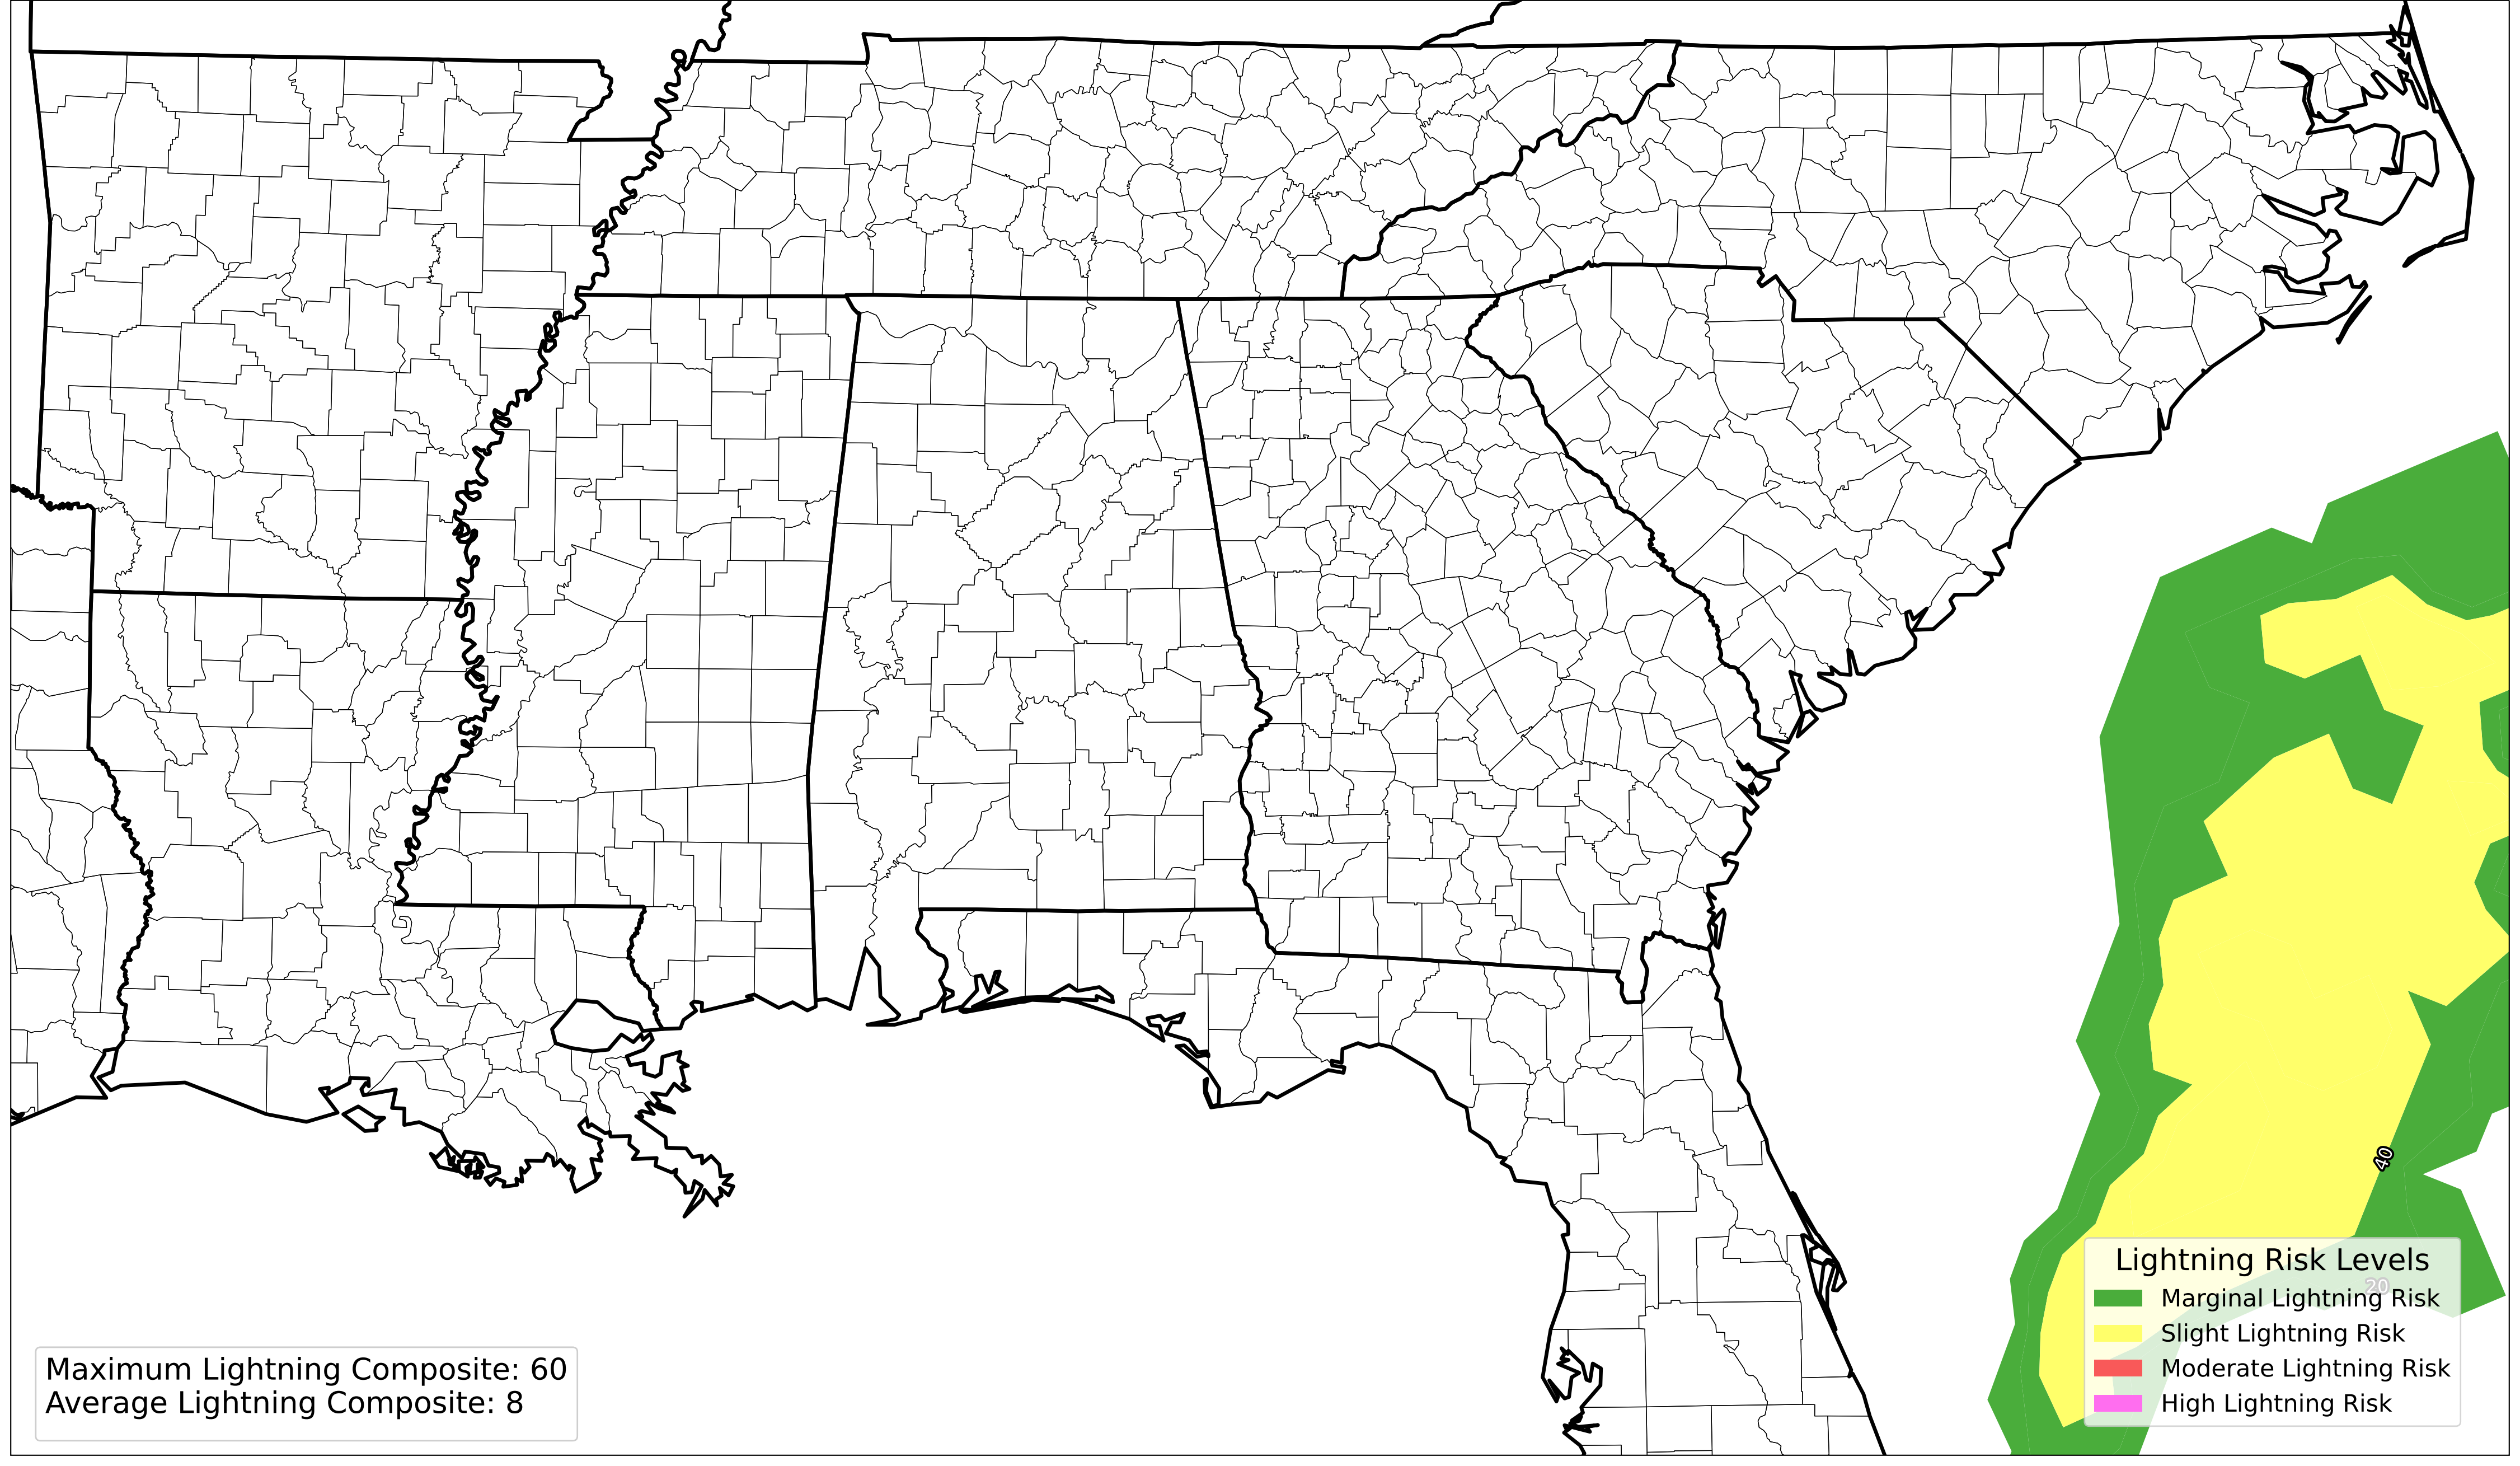 40
20
Lightning Risk Levels
Marginal Lightning Risk
Slight Lightning Risk
Moderate Lightning Risk
High Lightning Risk
Maximum Lightning Composite: 60
Average Lightning Composite: 8